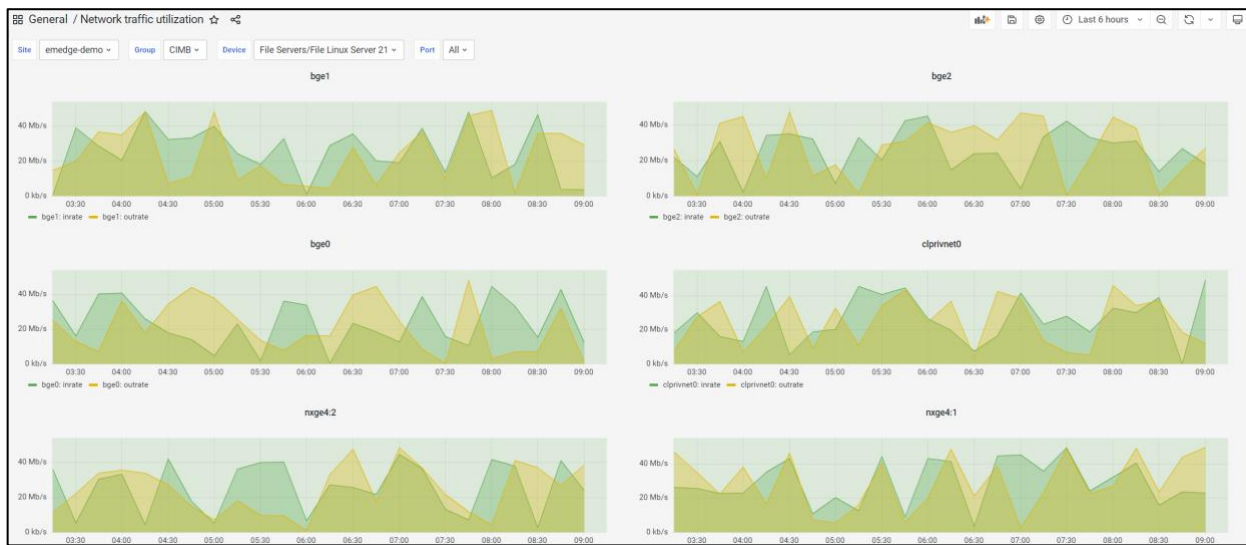 General / Network traffic utilization
Last 6 hours
Site emedge-demo Group CIMB Device File Servers/File Linux Server 21 Port All
bge1
40 Mb/s
20 Mb/s
0 kb/s
03:30 04:00 04:30 05:00 05:30 06:00 06:30 07:00 07:30 08:00 08:30 09:00
bge1: inrate bge1: outrate
bge2
40 Mb/s
20 Mb/s
0 kb/s
03:30 04:00 04:30 05:00 05:30 06:00 06:30 07:00 07:30 08:00 08:30 09:00
bge2: inrate bge2: outrate
bge0
40 Mb/s
20 Mb/s
0 kb/s
03:30 04:00 04:30 05:00 05:30 06:00 06:30 07:00 07:30 08:00 08:30 09:00
bge0: inrate bge0: outrate
clprivnet0
40 Mb/s
20 Mb/s
0 kb/s
03:30 04:00 04:30 05:00 05:30 06:00 06:30 07:00 07:30 08:00 08:30 09:00
clprivnet0: inrate clprivnet0: outrate
nxge4:2
40 Mb/s
20 Mb/s
0 kb/s
03:30 04:00 04:30 05:00 05:30 06:00 06:30 07:00 07:30 08:00 08:30 09:00
nxge4:1
40 Mb/s
20 Mb/s
0 kb/s
03:30 04:00 04:30 05:00 05:30 06:00 06:30 07:00 07:30 08:00 08:30 09:00